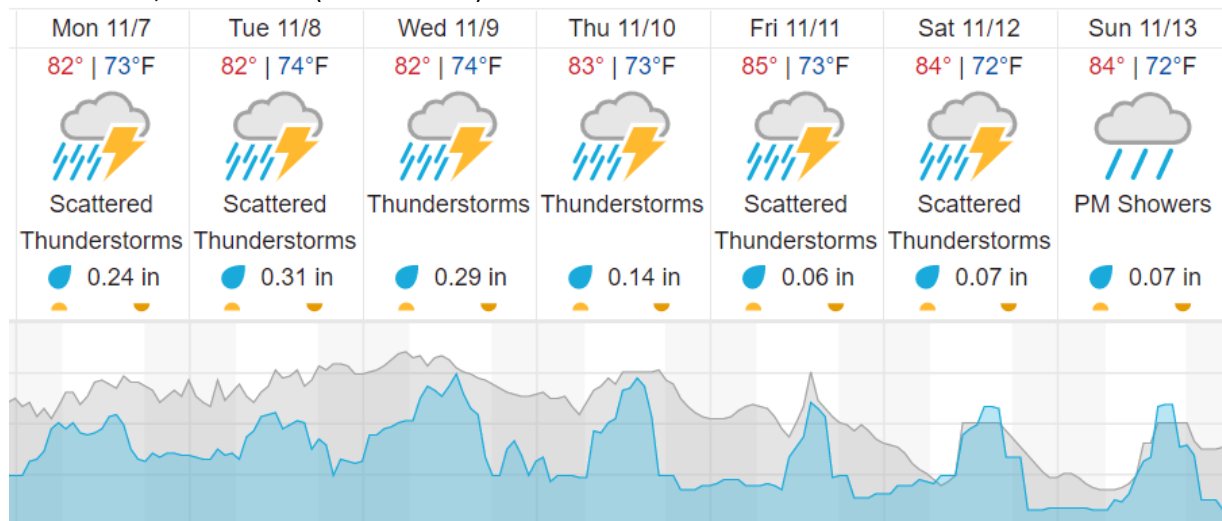 Mon 11/7 Tue 11/8 Wed 11/9 Thu 11/10 Fri 11/11 Sat 11/12 Sun 11/13
82° | 73°F 82° | 74°F 82° | 74°F 83° | 73°F 85° | 73°F 84° | 72°F 84° | 72°F
Scattered Scattered Thunderstorms Thunderstorms Scattered Scattered PM Showers
Thunderstorms Thunderstorms Thunderstorms Thunderstorms
0.24 in 0.31 in 0.29 in 0.14 in 0.06 in 0.07 in 0.07 in